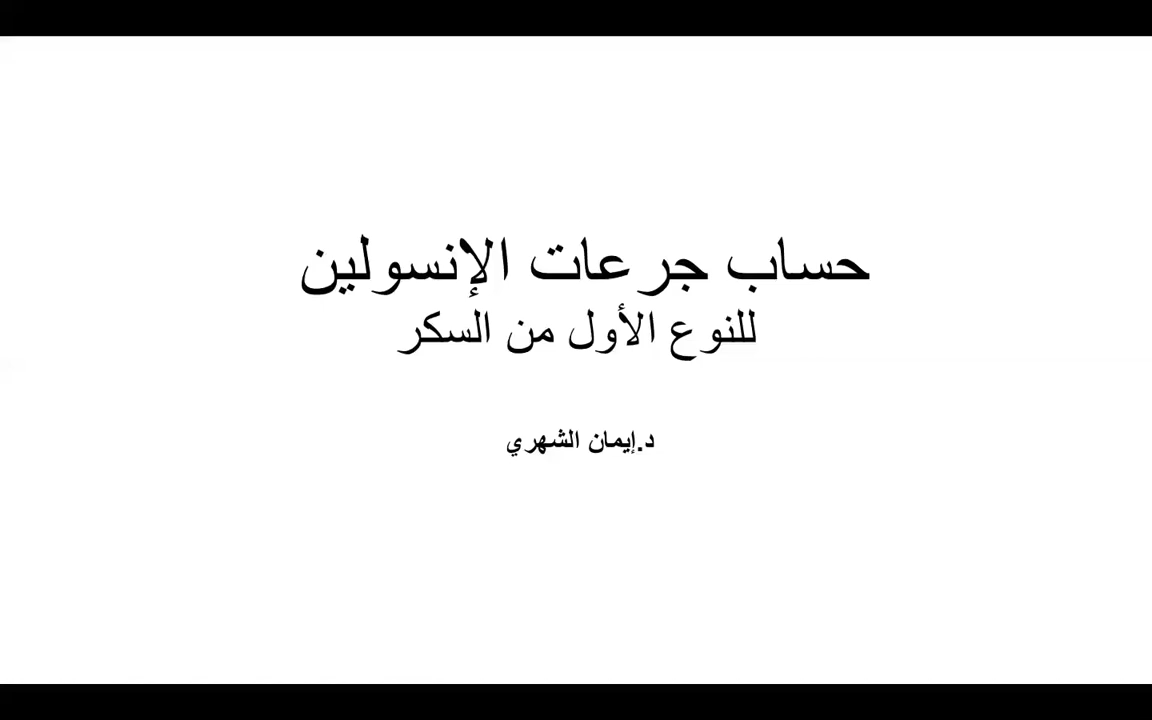 حساب جرعات الإنسولين
للنوع الأول من السكر
د.إيمان الشهري